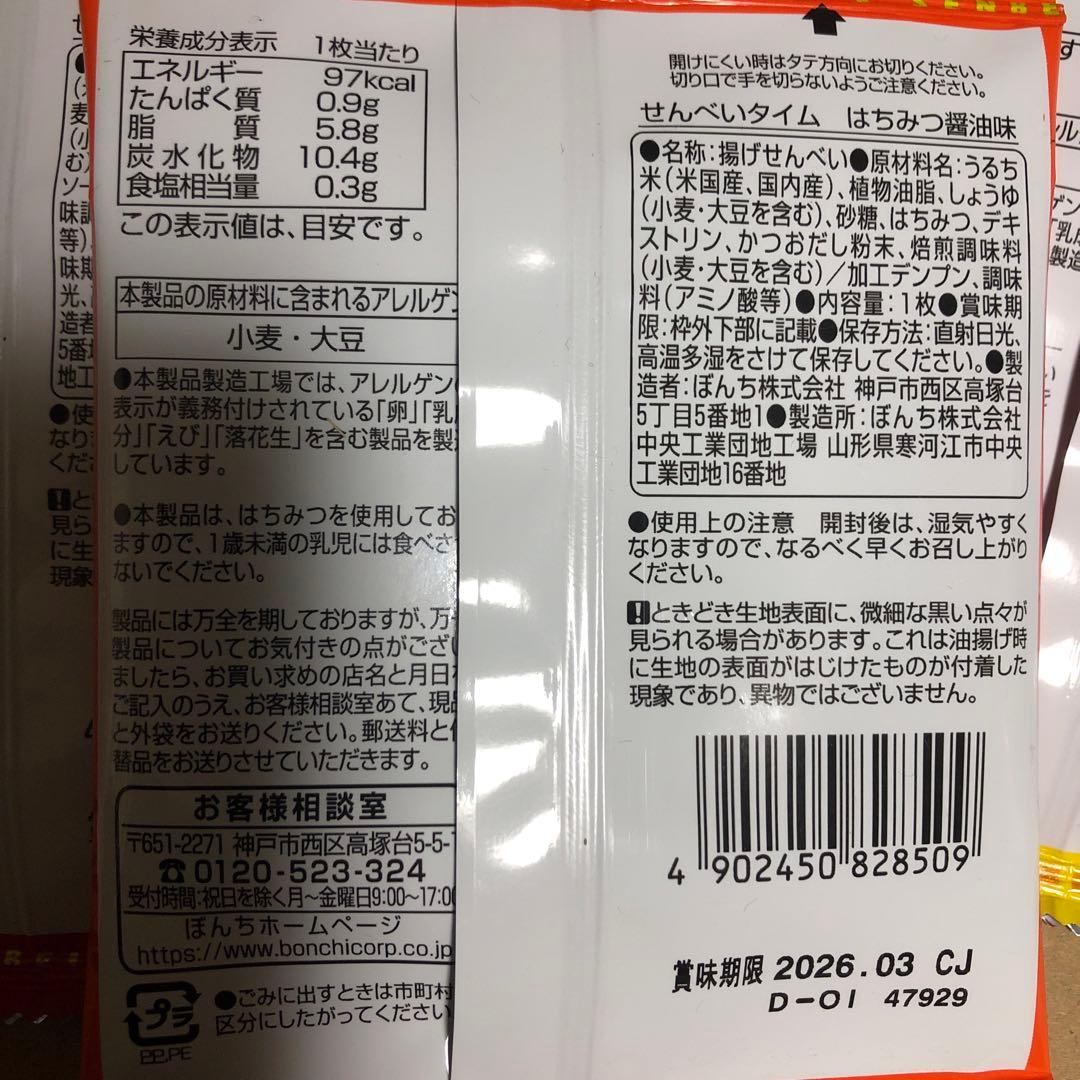 栄養成分表示 1枚当たり
エネルギー 97kcal
たんぱく質 0.9g
脂質 5.8g
炭水化物 10.4g
食塩相当量 0.3g
この表示値は、目安です。
本製品の原材料に含まれるアレルゲン
小麦・大豆
●本製品製造工場では、アレルゲン
表示が義務付けされている「卵」「乳
分」「えび」「落花生」を含む製品を製
しています。
●本製品は、はちみつを使用してお
ますので、1歳未満の乳児には食べさ
ないでください。
製品には万全を期しておりますが、万
製品についてお気付きの点がござい
ましたら、お買い求めの店名と月日
ご記入のうえ、お客様相談室あて、現
と外袋をお送りください。郵送料と
替品をお送りさせていただきます。
お客様相談室
〒651-2271 神戸市西区高塚台5-5-
☎0120-523-324
受付時間:祝日を除く月~金曜日9:00~17:00
ぼんちホームページ
https://www.bonchicorp.co.jp
プラ
PP,PE
●ごみに出すときは市町村
区分にしたがってください
開けにくい時はタテ方向にお切りください。
切り口で手を切らないようご注意ください。
せんべいタイム はちみつ醤油味
●名称:揚げせんべい●原材料名:うるち
米(米国産、国内産)、植物油脂、しょうゆ
(小麦・大豆を含む)、砂糖、はちみつ、デキ
ストリン、かつおだし粉末、焙煎調味料
(小麦・大豆を含む)/加工デンプン、調味
料(アミノ酸等)●内容量:1枚●賞味期
限:枠外下部に記載●保存方法:直射日光、
高温多湿をさけて保存してください。●製
造者:ぼんち株式会社 神戸市西区高塚台
5丁目5番地1●製造所:ぼんち株式会社
中央工業団地工場 山形県寒河江市中央
工業団地16番地
●使用上の注意 開封後は、湿気やすく
なりますので、なるべく早くお召し上がり
ください。
!ときどき生地表面に、微細な黒い点々が
見られる場合があります。これは油揚げ時
に生地の表面がはじけたものが付着した
現象であり、異物ではございません。
4 902450 828509
賞味期限 2026.03 CJ
D-01 47929